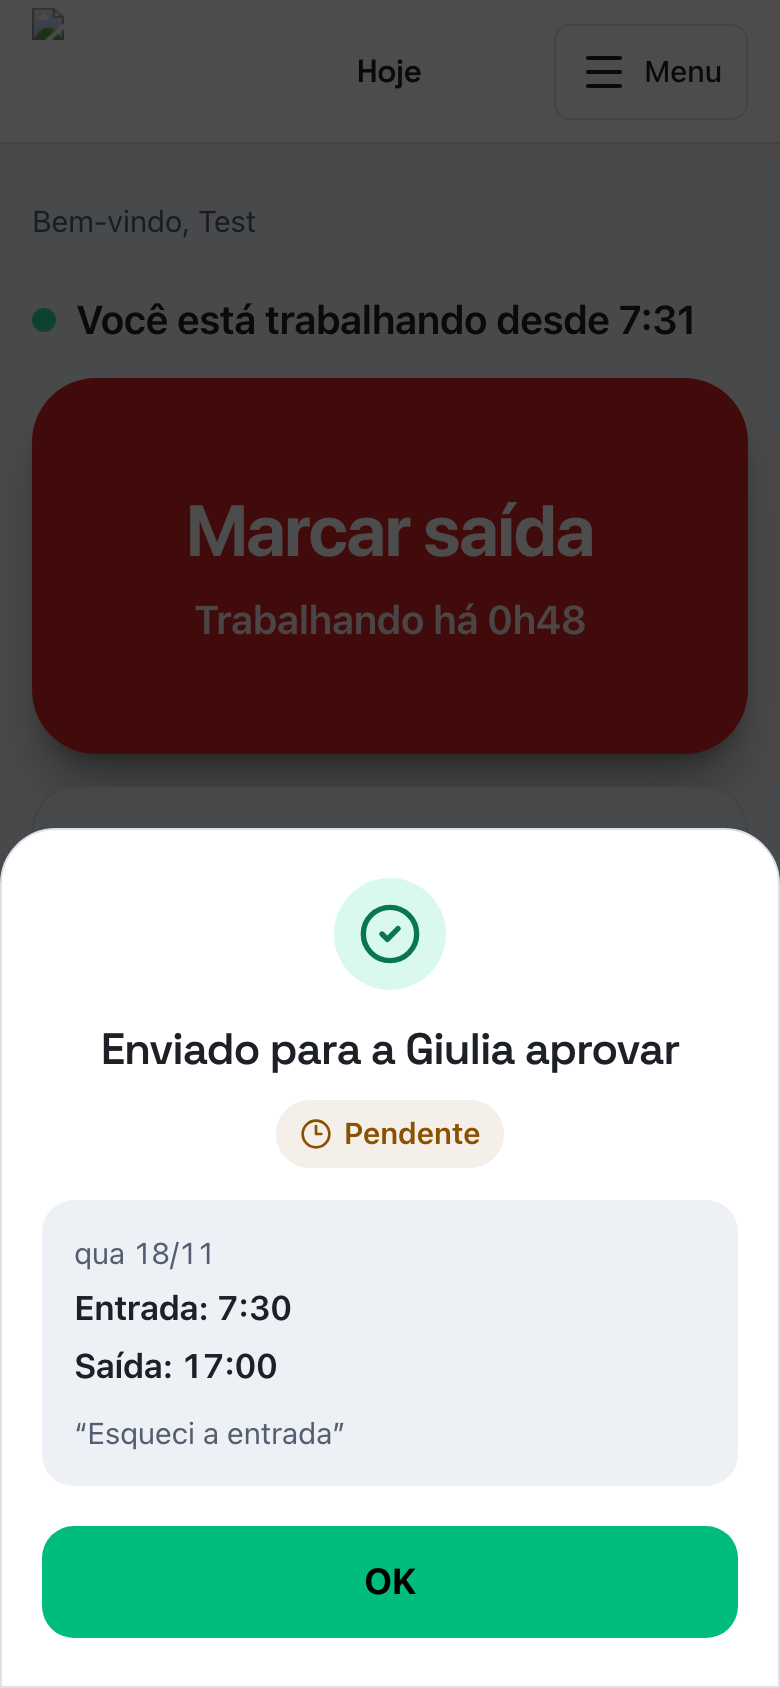 Hoje
Menu
Bem-vindo, Test
Você está trabalhando desde 7:31
Marcar saída
Trabalhando há 0h48
Enviado para a Giulia aprovar
Pendente
qua 18/11
Entrada: 7:30
Saída: 17:00
“Esqueci a entrada”
OK